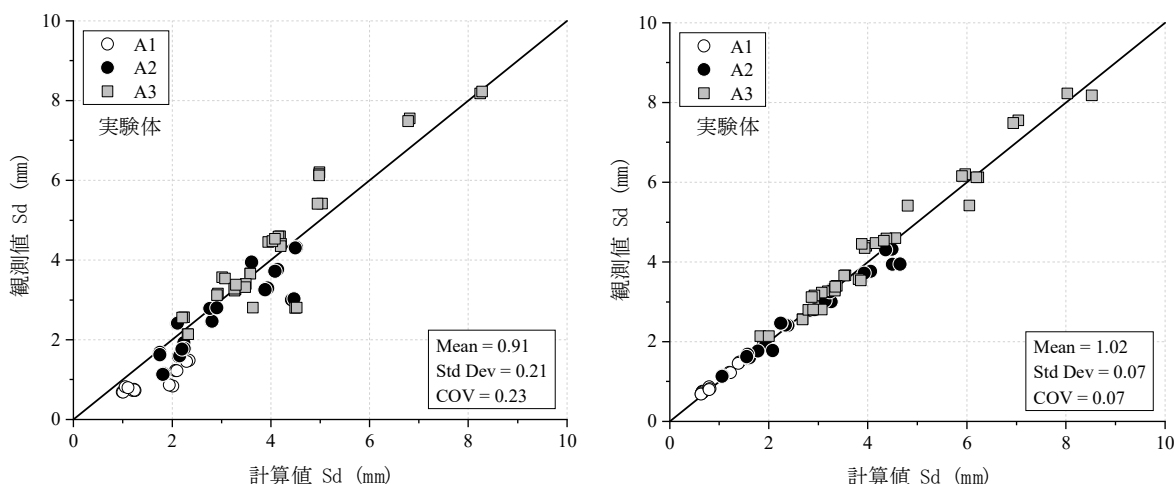 10
8
6
4
2
0
観測値 Sd (mm)
A1
A2
A3
実験体
Mean = 0.91
Std Dev = 0.21
COV = 0.23
0
2
4
6
8
10
計算値 Sd (mm)
10
8
6
4
2
0
観測値 Sd (mm)
A1
A2
A3
実験体
Mean = 1.02
Std Dev = 0.07
COV = 0.07
0
2
4
6
8
10
計算値 Sd (mm)